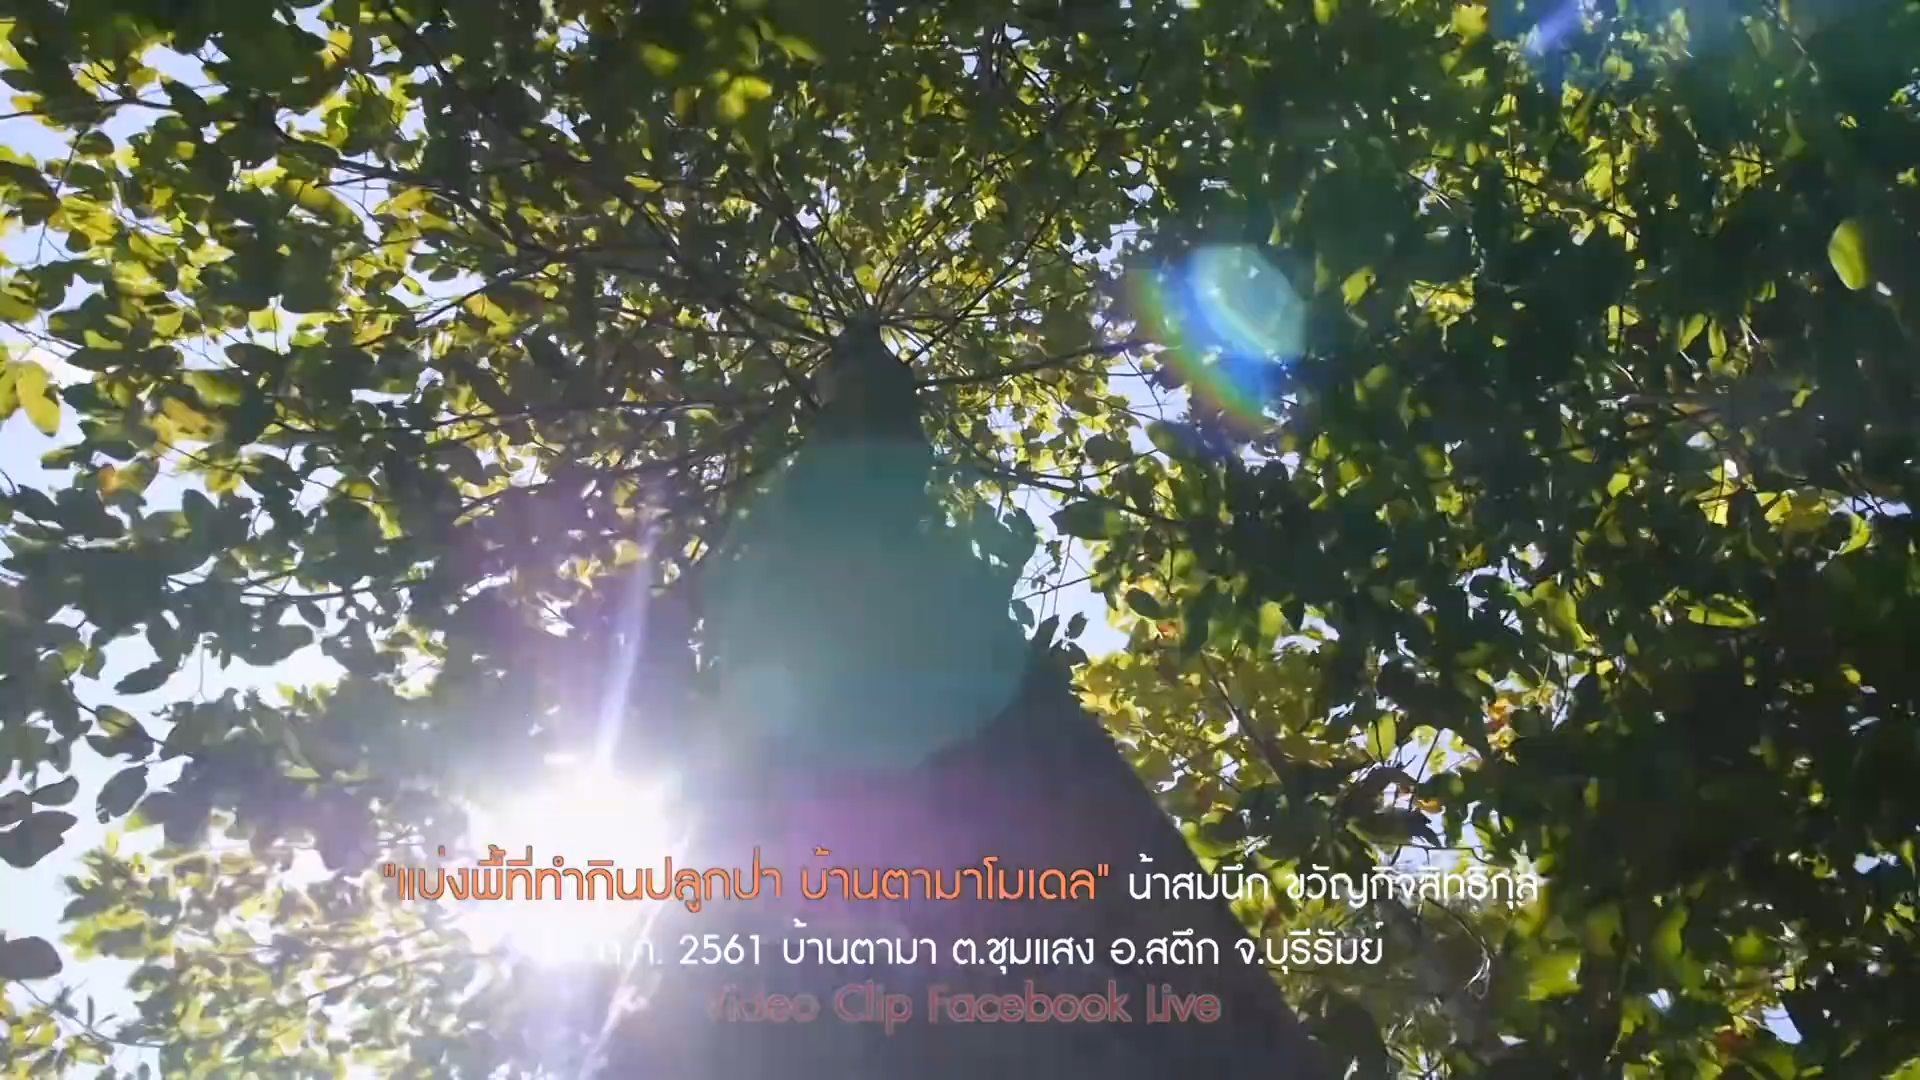 "แบ่งพื้ที่ทำกินปลูกป่า บ้านตามาโมเดล" น้าสมนึก ขวัญกิจสิทธิกุล
2561 บ้านตามา ต.ชุมแสง อ.สตึก จ.บุรีรัมย์
Video Clip Facebook Live